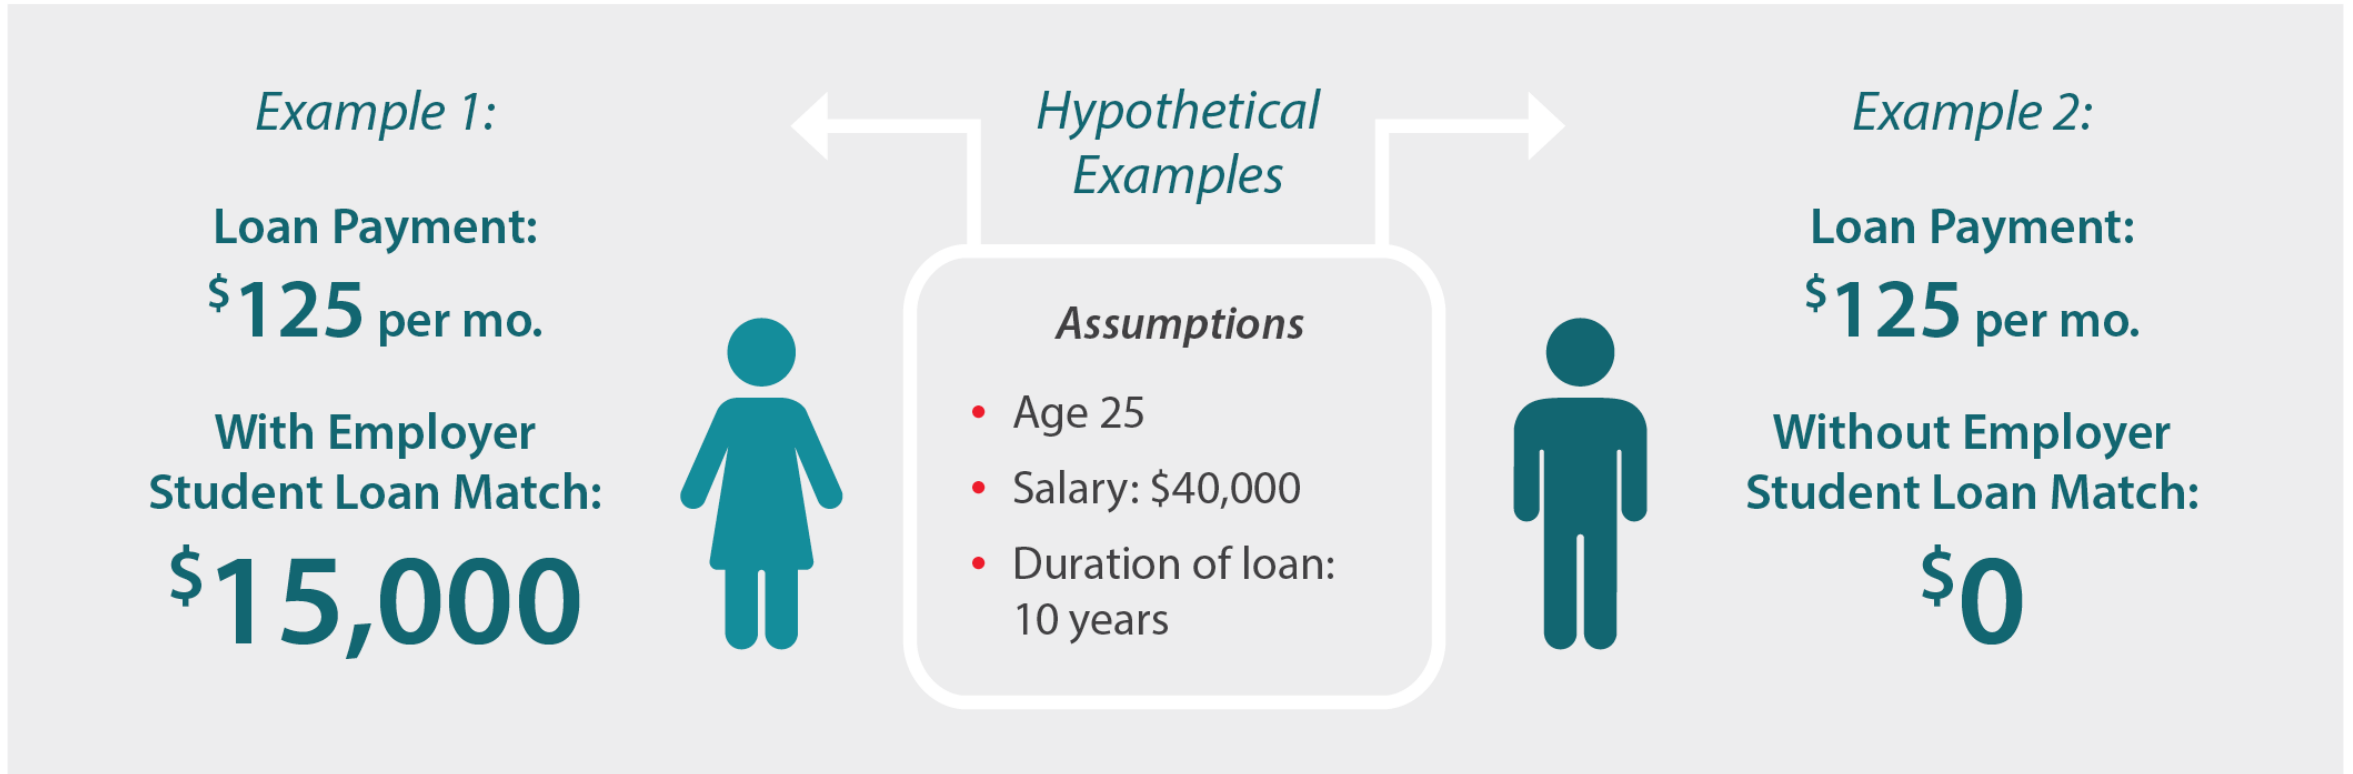 Example 1:
Loan Payment:
$125 per mo.
With Employer
Student Loan Match:
$15,000
Hypothetical
Examples
Assumptions
• Age 25
• Salary: $40,000
• Duration of loan:
10 years
Example 2:
Loan Payment:
$125 per mo.
Without Employer
Student Loan Match:
$0